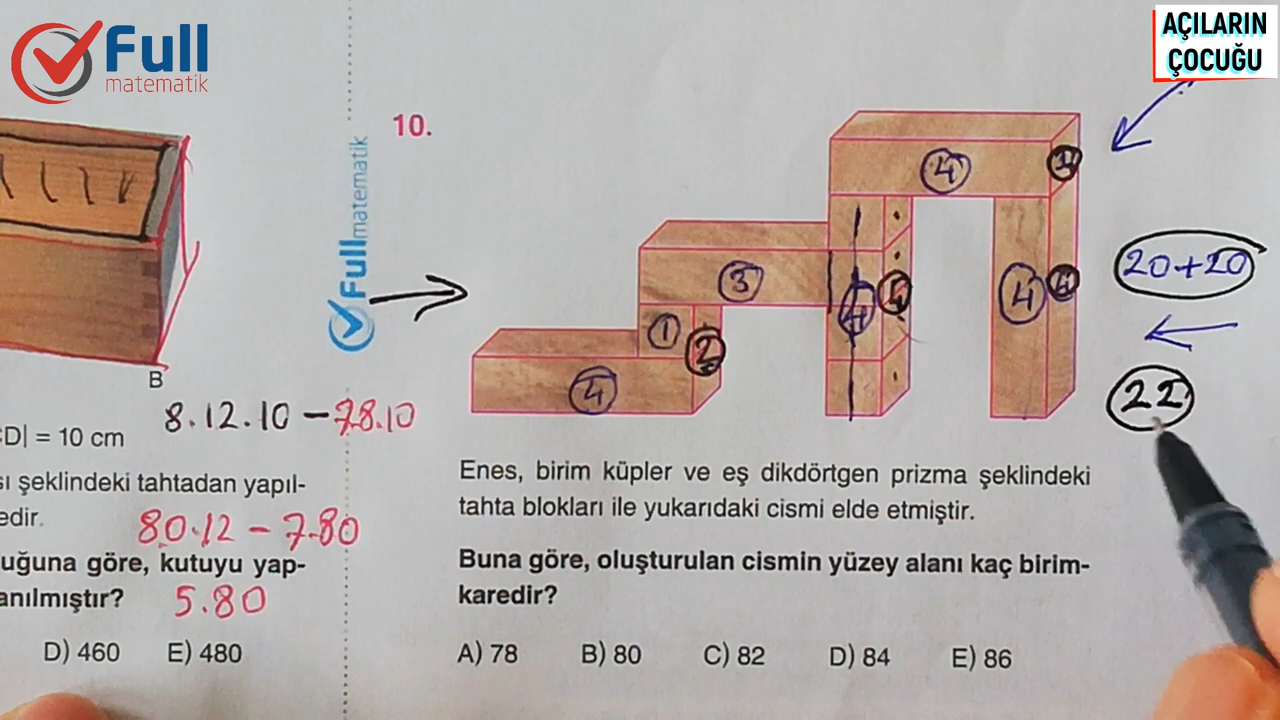 Full
matematik
AÇILARIN
ÇOCUĞU
B
8.12.10 – 78.10
CD| = 10 cm
sı şeklindeki tahtadan yapıl-
edir.
80.12 – 7.80
uğuna göre, kutuyu yap-
anılmıştır?
5.80
D) 460 E) 480
Fullmatematik
10.
4
1
3
4
4
1
2
4
4
20+20
22
Enes, birim küpler ve eş dikdörtgen prizma şeklindeki
tahta blokları ile yukarıdaki cismi elde etmiştir.
Buna göre, oluşturulan cismin yüzey alanı kaç birim-
karedir?
A) 78 B) 80 C) 82 D) 84 E) 86